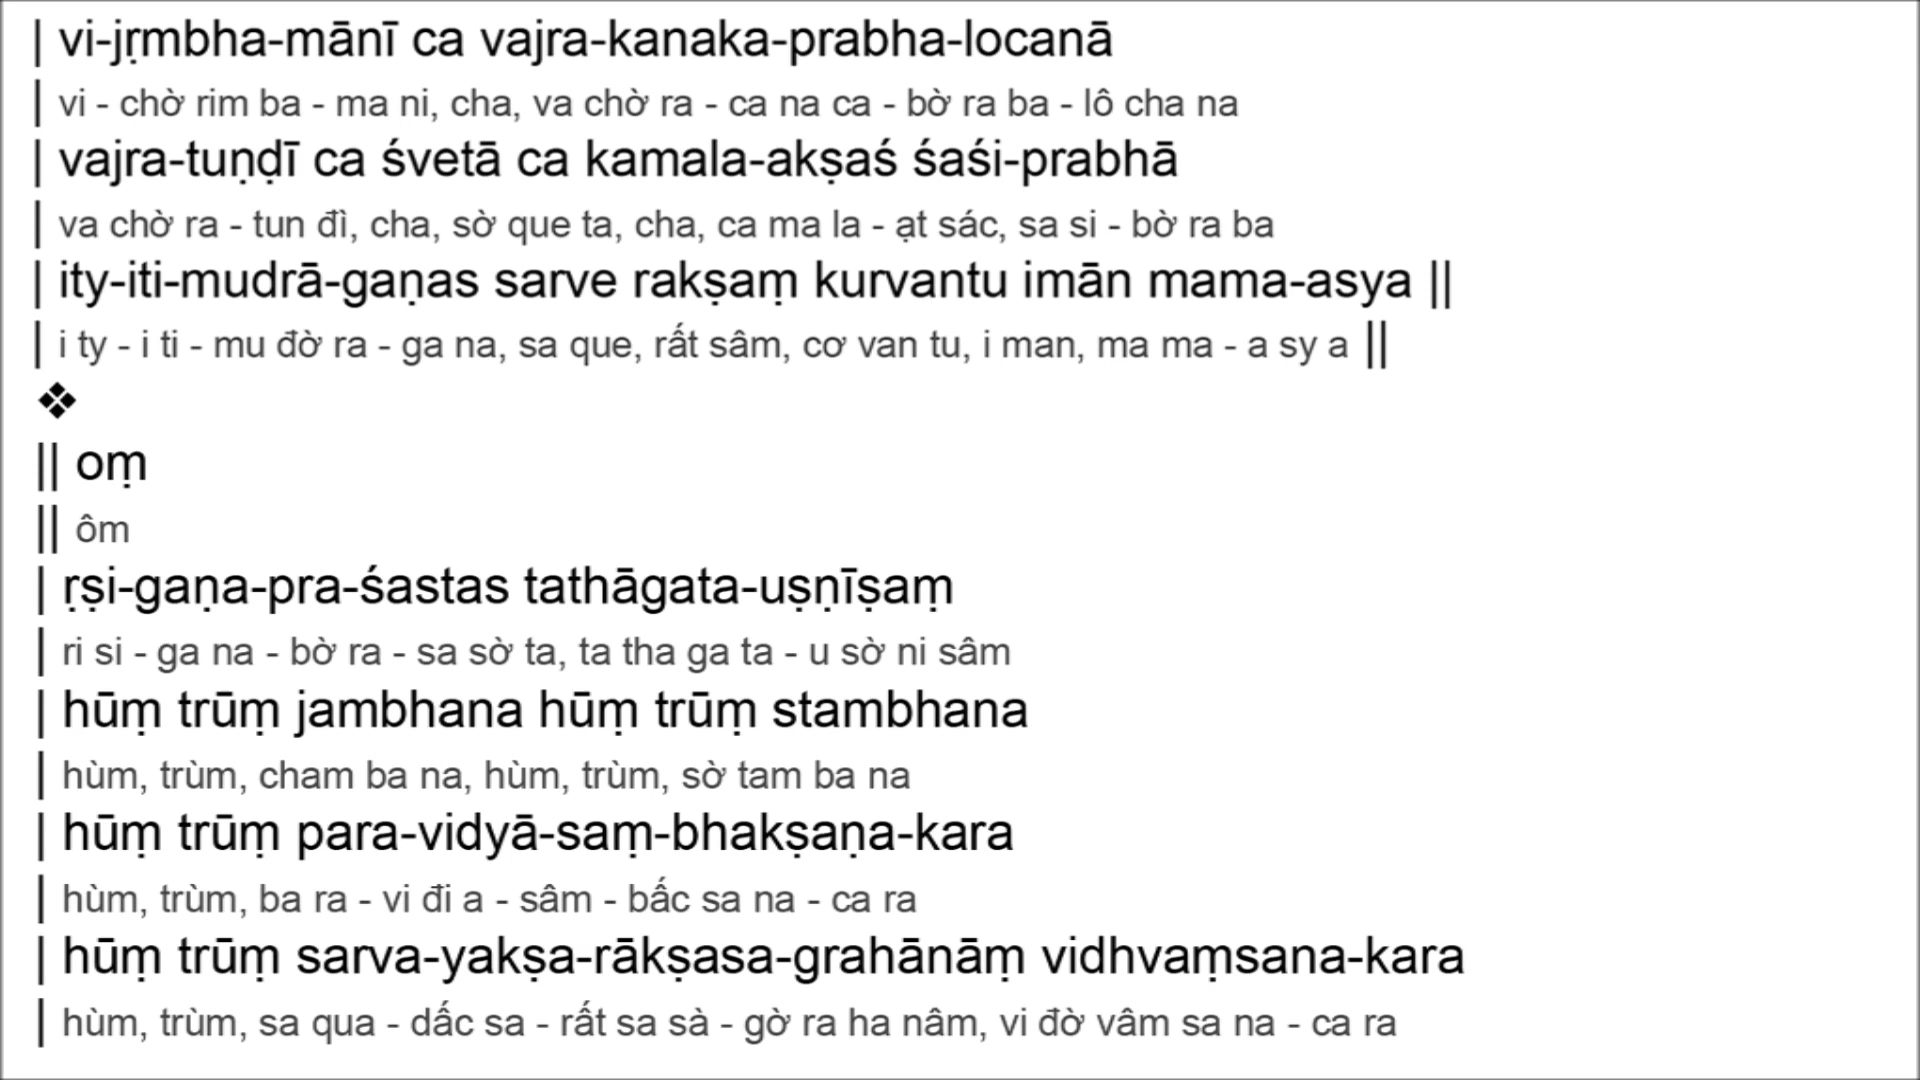 | vi-jṛmbha-mānī ca vajra-kanaka-prabha-locanā
| vi - chờ rim ba - ma ni, cha, va chờ ra - ca na ca - bờ ra ba - lô cha na
| vajra-tuṇḍī ca śvetā ca kamala-akṣaś śaśi-prabhā
| va chờ ra - tun đì, cha, sờ que ta, cha, ca ma la - ạt sác, sa si - bờ ra ba
| ity-iti-mudrā-gaṇas sarve rakṣaṃ kurvantu imān mama-asya ||
| i ty - i ti - mu đờ ra - ga na, sa que, rất sâm, cơ van tu, i man, ma ma - a sy a ||
❖
|| oṃ
|| ôm
| ṛṣi-gaṇa-pra-śastas tathāgata-uṣṇīṣaṃ
| ri si - ga na - bờ ra - sa sờ ta, ta tha ga ta - u sờ ni sâm
| hūṃ trūṃ jambhana hūṃ trūṃ stambhana
| hùm, trùm, cham ba na, hùm, trùm, sờ tam ba na
| hūṃ trūṃ para-vidyā-saṃ-bhakṣaṇa-kara
| hùm, trùm, ba ra - vi đi a - sâm - bắc sa na - ca ra
| hūṃ trūṃ sarva-yakṣa-rākṣasa-grahānāṃ vidhvaṃsana-kara
| hùm, trùm, sa qua - dắc sa - rất sa sà - gờ ra ha nâm, vi đờ vâm sa na - ca ra